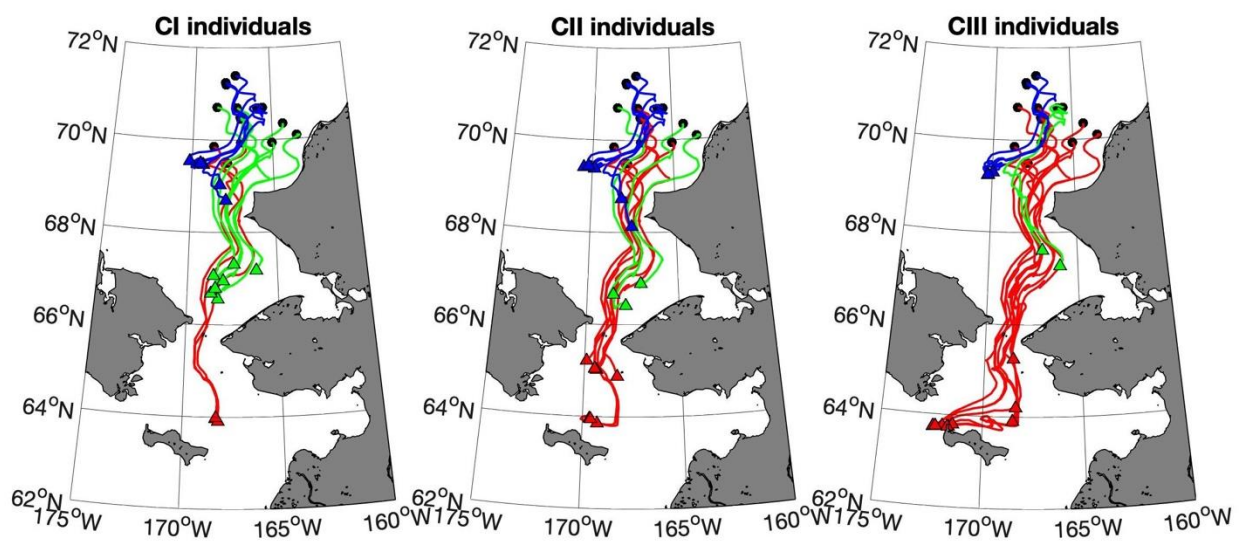 CI individuals CII individuals CIII individuals
72°N 72°N 72°N
70°N 70°N 70°N
68°N 68°N 68°N
66°N 66°N 66°N
64°N 64°N 64°N
62°N 62°N 62°N
175°W 170°W 165°W 160°W 175°W 170°W 165°W 160°W 175°W 170°W 165°W 160°W